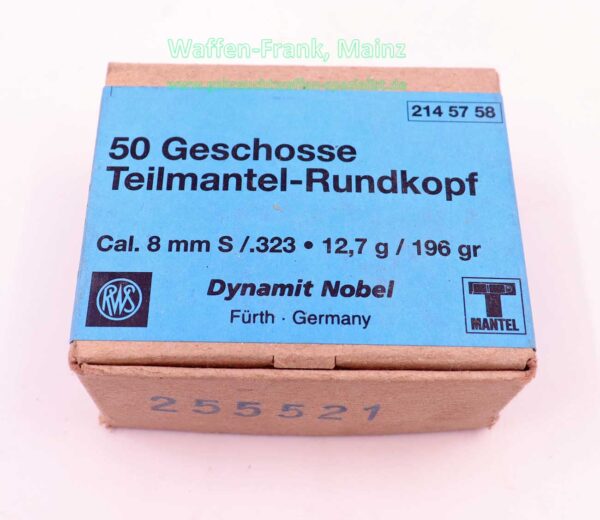 Waffen-Frank, Mainz
214 57 58
50 Geschosse
Teilmantel-Rundkopf
Cal. 8 mm S /.323 • 12,7 g / 196 gr
RWS
Dynamit Nobel
Fürth · Germany
T
MANTEL
255521